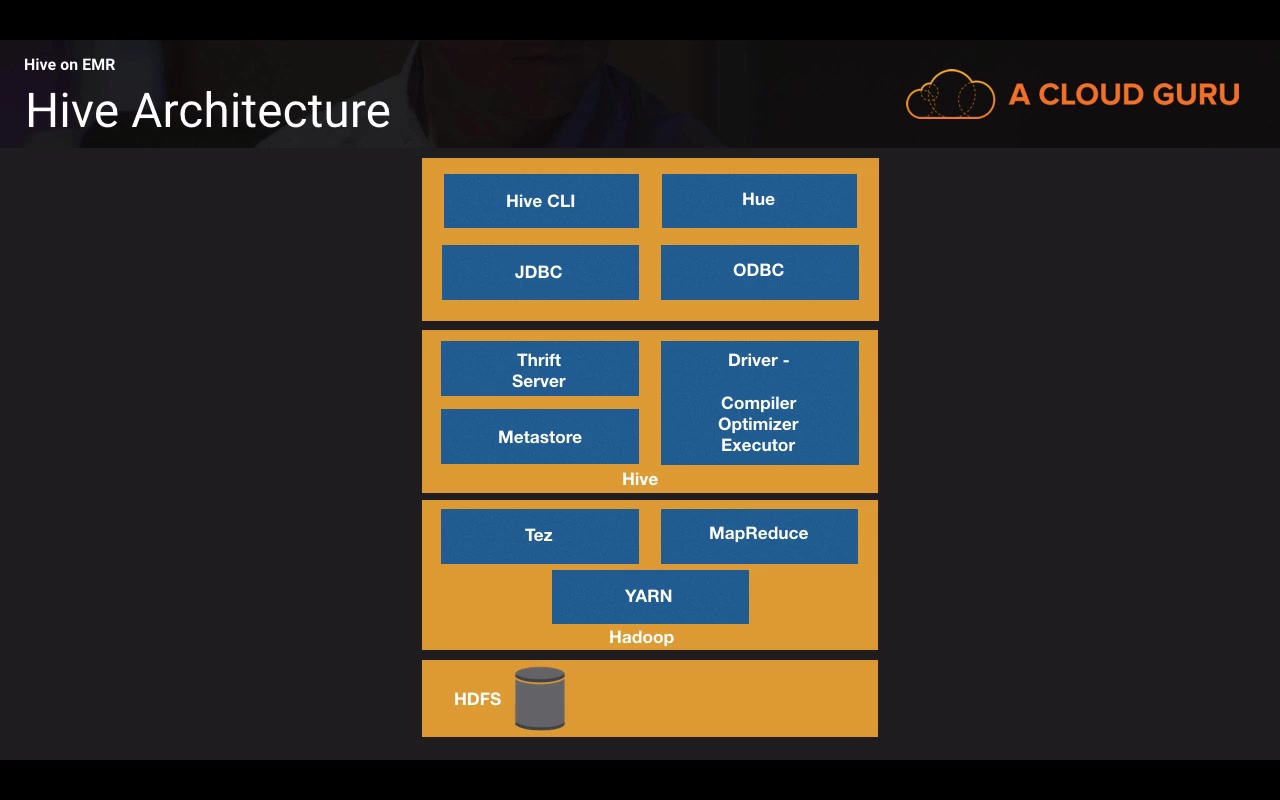 Hive on EMR
Hive Architecture
A CLOUD GURU
Hive CLI
Hue
JDBC
ODBC
Thrift
Server
Metastore
Driver -
Compiler
Optimizer
Executor
Hive
Tez
MapReduce
YARN
Hadoop
HDFS